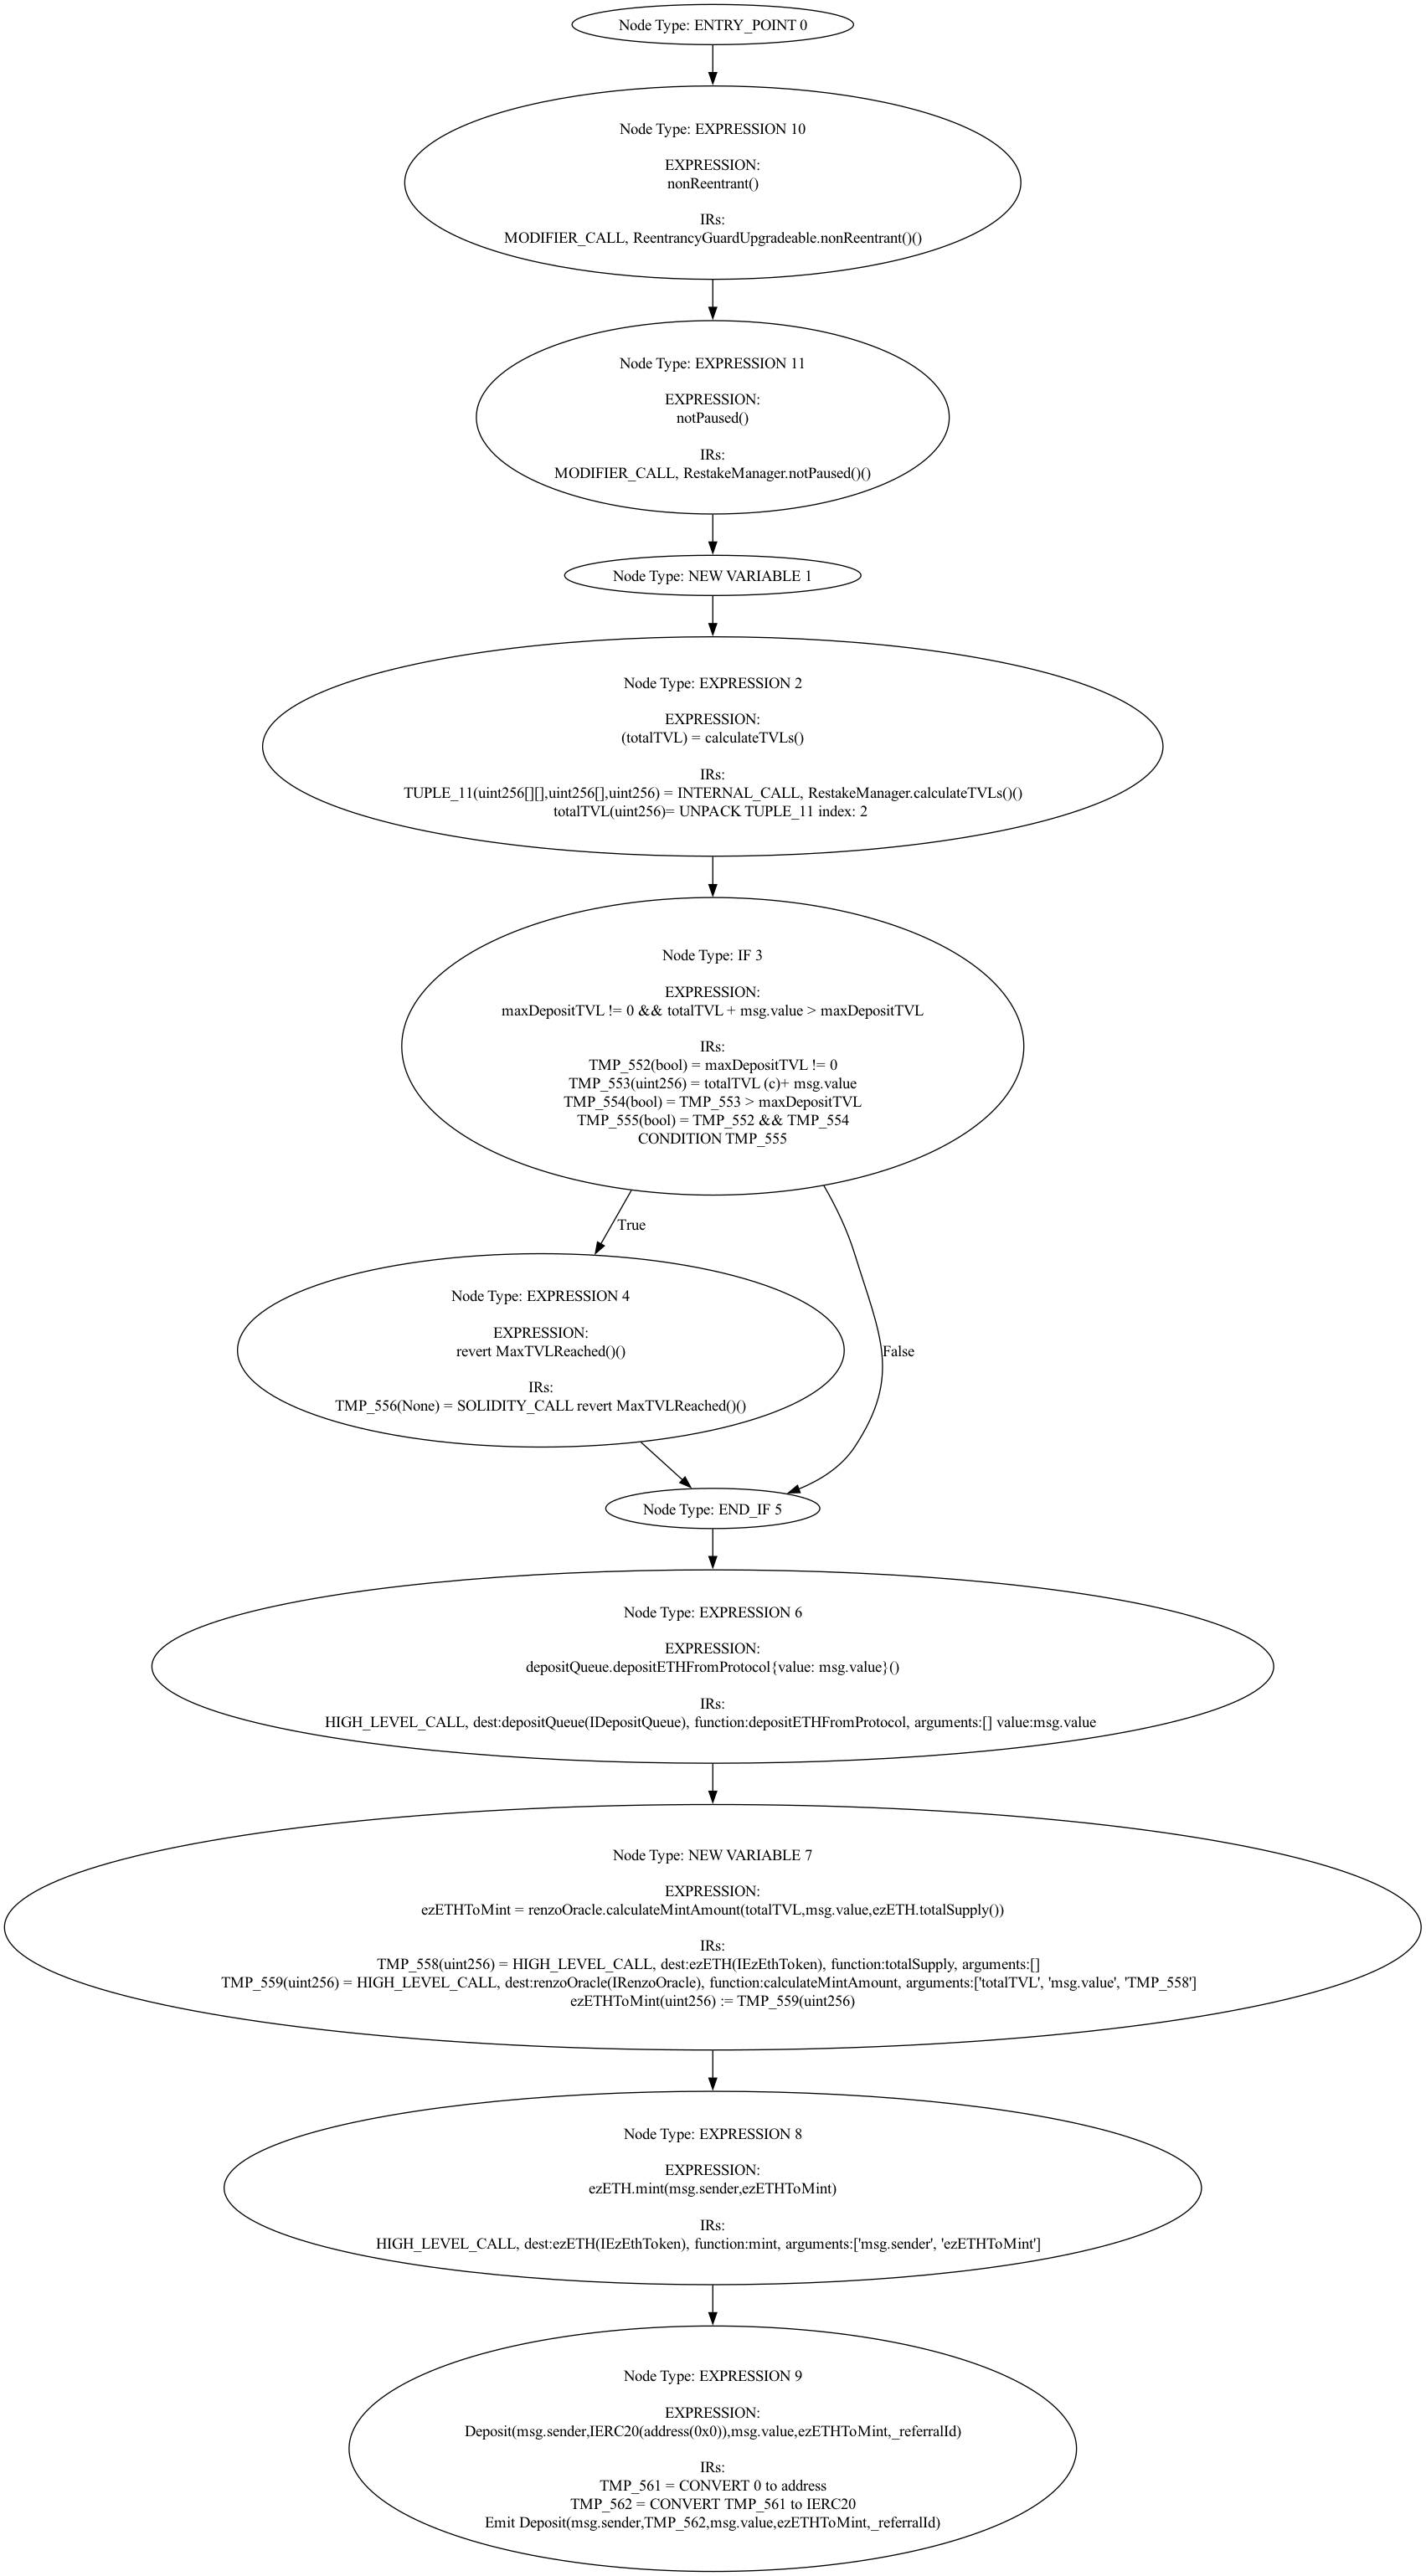 Node Type: ENTRY_POINT 0
Node Type: EXPRESSION 10
EXPRESSION:
nonReentrant()
IRs:
MODIFIER_CALL, ReentrancyGuardUpgradeable.nonReentrant()()
Node Type: EXPRESSION 11
EXPRESSION:
notPaused()
IRs:
MODIFIER_CALL, RestakeManager.notPaused()()
Node Type: NEW VARIABLE 1
Node Type: EXPRESSION 2
EXPRESSION:
(totalTVL) = calculateTVLs()
IRs:
TUPLE_11(uint256[][],uint256[],uint256) = INTERNAL_CALL, RestakeManager.calculateTVLs()()
totalTVL(uint256)= UNPACK TUPLE_11 index: 2
Node Type: IF 3
EXPRESSION:
maxDepositTVL != 0 && totalTVL + msg.value > maxDepositTVL
IRs:
TMP_552(bool) = maxDepositTVL != 0
TMP_553(uint256) = totalTVL (c)+ msg.value
TMP_554(bool) = TMP_553 > maxDepositTVL
TMP_555(bool) = TMP_552 && TMP_554
CONDITION TMP_555
True
Node Type: EXPRESSION 4
EXPRESSION:
revert MaxTVLReached()()
IRs:
TMP_556(None) = SOLIDITY_CALL revert MaxTVLReached()()
False
Node Type: END_IF 5
Node Type: EXPRESSION 6
EXPRESSION:
depositQueue.depositETHFromProtocol{value: msg.value}()
IRs:
HIGH_LEVEL_CALL, dest:depositQueue(IDepositQueue), function:depositETHFromProtocol, arguments:[] value:msg.value
Node Type: NEW VARIABLE 7
EXPRESSION:
ezETHToMint = renzoOracle.calculateMintAmount(totalTVL,msg.value,ezETH.totalSupply())
IRs:
TMP_558(uint256) = HIGH_LEVEL_CALL, dest:ezETH(IEzEthToken), function:totalSupply, arguments:[]
TMP_559(uint256) = HIGH_LEVEL_CALL, dest:renzoOracle(IRenzoOracle), function:calculateMintAmount, arguments:['totalTVL', 'msg.value', 'TMP_558']
ezETHToMint(uint256) := TMP_559(uint256)
Node Type: EXPRESSION 8
EXPRESSION:
ezETH.mint(msg.sender,ezETHToMint)
IRs:
HIGH_LEVEL_CALL, dest:ezETH(IEzEthToken), function:mint, arguments:['msg.sender', 'ezETHToMint']
Node Type: EXPRESSION 9
EXPRESSION:
Deposit(msg.sender,IERC20(address(0x0)),msg.value,ezETHToMint,_referralId)
IRs:
TMP_561 = CONVERT 0 to address
TMP_562 = CONVERT TMP_561 to IERC20
Emit Deposit(msg.sender,TMP_562,msg.value,ezETHToMint,_referralId)